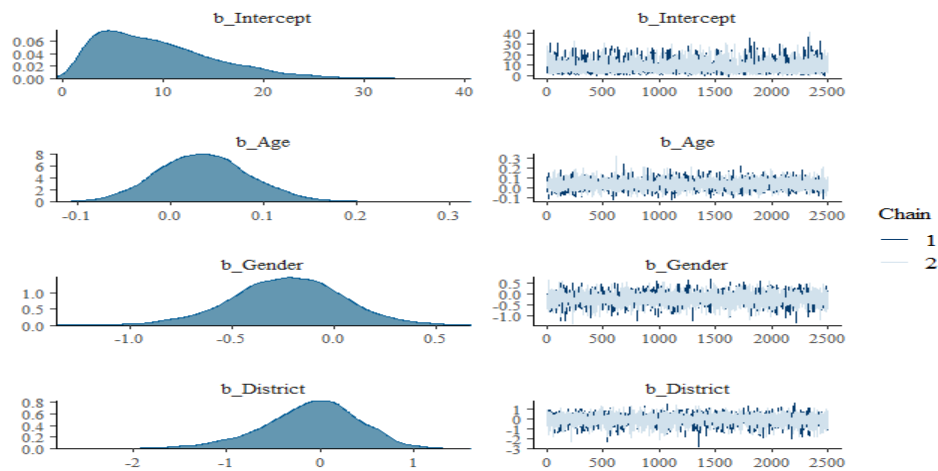 b_Intercept
0.06
0.04
0.02
0.00
0 10 20 30 40
b_Intercept
40
30
20
10
0
0 500 1000 1500 2000 2500
b_Age
8
6
4
2
0
-0.1 0.0 0.1 0.2 0.3
b_Age
0.3
0.2
0.1
0.0
-0.1
0 500 1000 1500 2000 2500
b_Gender
1.0
0.5
0.0
-1.0 -0.5 0.0 0.5
b_Gender
0.5
0.0
-0.5
-1.0
0 500 1000 1500 2000 2500
b_District
0.8
0.6
0.4
0.2
0.0
-2 -1 0 1
b_District
1
0
-1
-2
-3
0 500 1000 1500 2000 2500
Chain
1
2